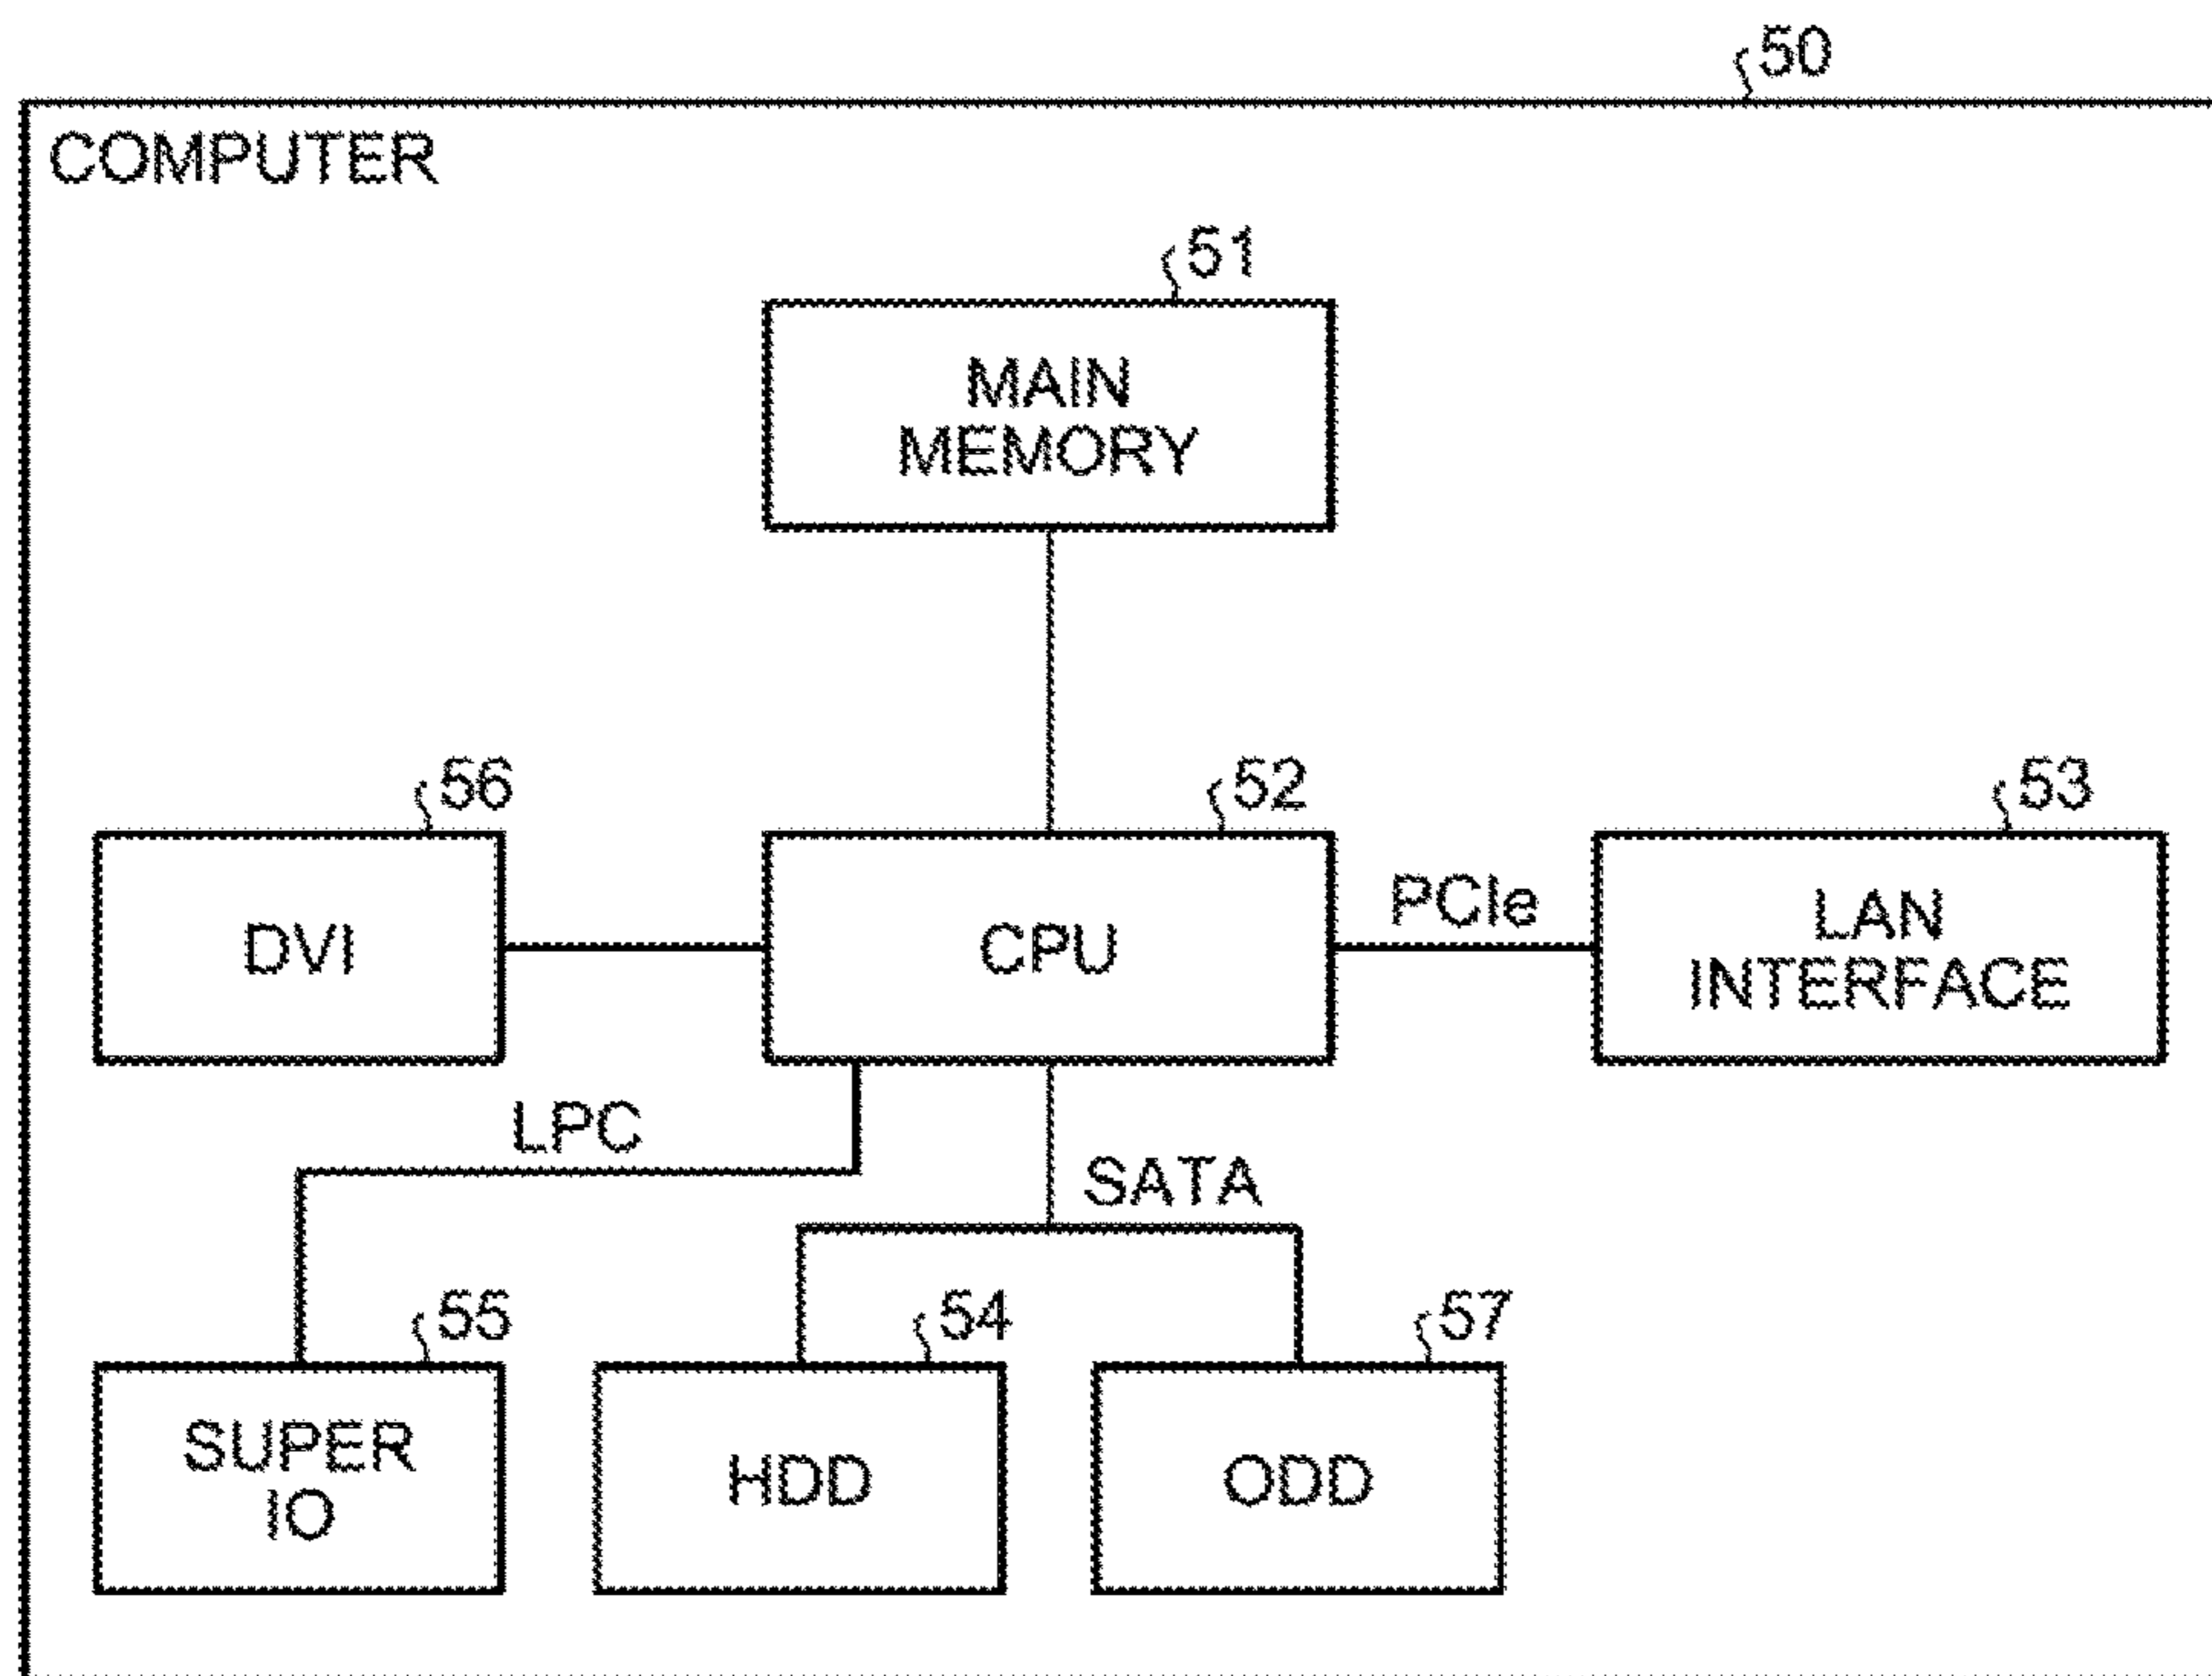 50
COMPUTER
51
MAIN
MEMORY
56
52
53
DVI
CPU
PCIe
LAN
INTERFACE
LPC
SATA
55
54
57
SUPER
IO
HDD
ODD